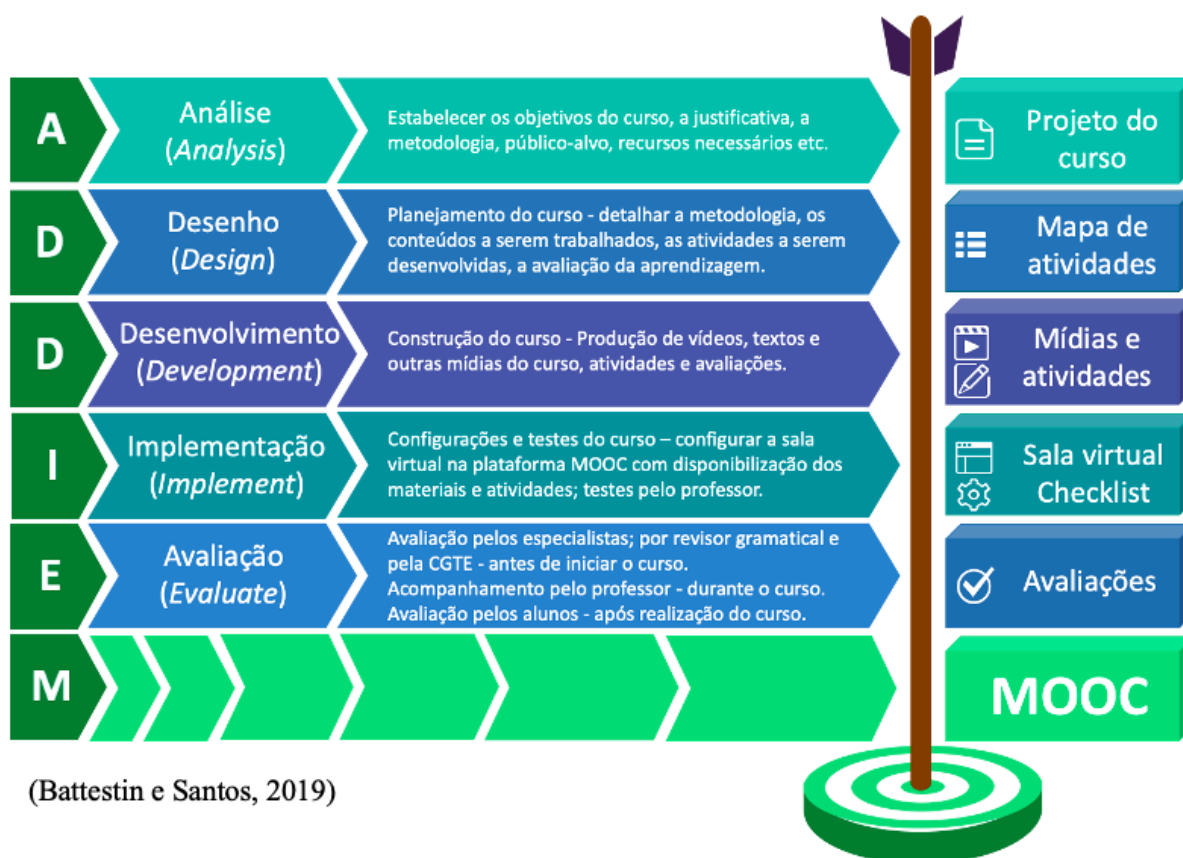 A
Análise
(Analysis)
Estabelecer os objetivos do curso, a justificativa, a
metodologia, público-alvo, recursos necessários etc.
Projeto do
curso
D
Desenho
(Design)
Planejamento do curso - detalhar a metodologia, os
conteúdos a serem trabalhados, as atividades a serem
desenvolvidas, a avaliação da aprendizagem.
Mapa de
atividades
D
Desenvolvimento
(Development)
Construção do curso - Produção de vídeos, textos e
outras mídias do curso, atividades e avaliações.
Mídias e
atividades
I
Implementação
(Implement)
Configurações e testes do curso – configurar a sala
virtual na plataforma MOOC com disponibilização dos
materiais e atividades; testes pelo professor.
Sala virtual
Checklist
E
Avaliação
(Evaluate)
Avaliação pelos especialistas; por revisor gramatical e
pela CGTE - antes de iniciar o curso.
Acompanhamento pelo professor - durante o curso.
Avaliação pelos alunos - após realização do curso.
Avaliações
M
MOOC
(Battestin e Santos, 2019)